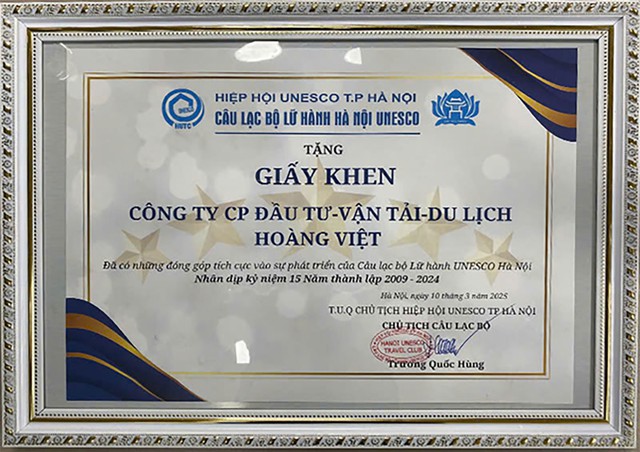 HIỆP HỘI UNESCO T.P HÀ NỘI
CÂU LẠC BỘ LỮ HÀNH HÀ NỘI UNESCO
UNESCO
HUTC
TẶNG
GIẤY KHEN
CÔNG TY CP ĐẦU TƯ-VẬN TẢI-DU LỊCH
HOÀNG VIỆT
Đã có những đóng góp tích cực vào sự phát triển của Câu lạc bộ Lữ hành UNESCO Hà Nội
Nhân dịp kỷ niệm 15 Năm thành lập 2009 - 2024
Hà Nội, ngày 10 tháng 3 năm 2025
T.U.Q CHỦ TỊCH HIỆP HỘI UNESCO TP HÀ NỘI
CHỦ TỊCH CÂU LẠC BỘ
HANOI UNESCO
TRAVEL CLUB
Trương Quốc Hùng